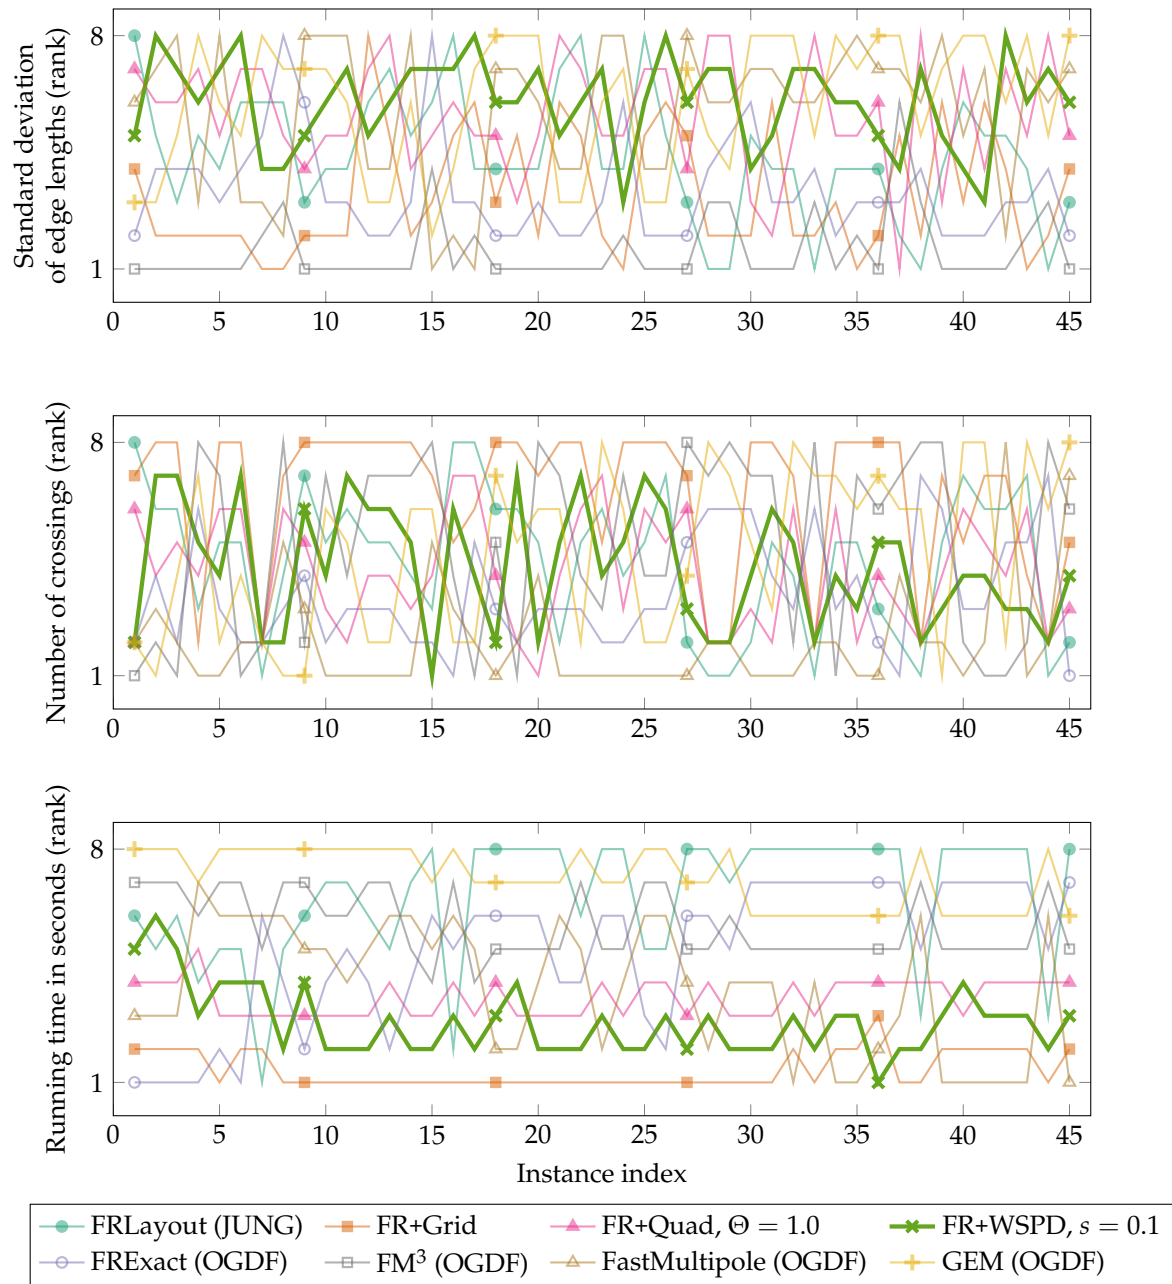 Standard deviation
of edge lengths (rank)
8
1
0 5 10 15 20 25 30 35 40 45
Number of crossings (rank)
8
1
0 5 10 15 20 25 30 35 40 45
Running time in seconds (rank)
8
1
0 5 10 15 20 25 30 35 40 45
Instance index
FRLayout (JUNG) FR+Grid FR+Quad, Θ = 1.0 FR+WSPD, s = 0.1
FRExact (OGDF) FM³ (OGDF) FastMultipole (OGDF) GEM (OGDF)